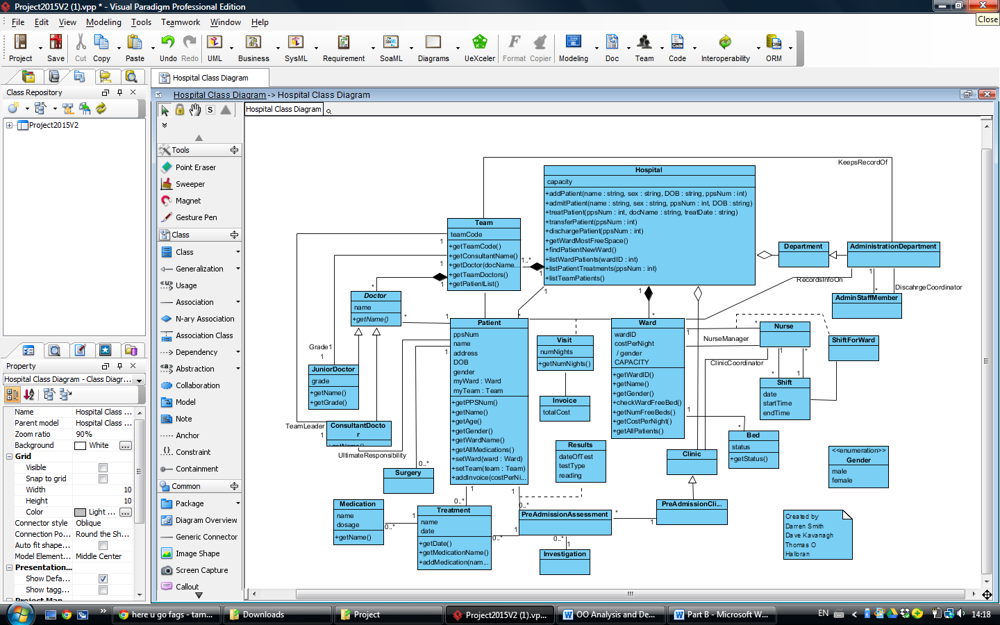 Project2015V2 (1).vpp * - Visual Paradigm Professional Edition
File Edit View Modeling Tools Teamwork Window Help
Close
Project Save Cut Copy Paste Undo Redo UML Business SysML Requirement SoaML Diagrams UeXceler Format Copier Modeling Doc Team Code Interoperability ORM
Hospital Class Diagram
Class Repository
Hospital Class Diagram -> Hospital Class Diagram
Hospital Class Diagram
Project2015V2
Tools
Point Eraser
Sweeper
Magnet
Gesture Pen
Class
Class
Generalization
Usage
Association
N-ary Association
Association Class
Dependency
Abstraction
Collaboration
Model
Note
Anchor
Constraint
Containment
Common
Package
Diagram Overview
Generic Connector
Image Shape
Screen Capture
Callout
Property
Hospital Class Diagram - Class Diagr...
Name Hospital Class ...
Parent model Hospital Class ...
Zoom ratio 90%
Background White
Grid
Visible
Snap to grid
Width 10
Height 10
Color Light ...
Connector style Oblique
Connection Po... Round the Sh...
Auto fit shape...
Model Element... Middle Center
Presentation...
Show Defa...
Show tagg...
Project Man
KeepsRecordOf
Hospital
capacity
+addPatient(name : string, sex : string, DOB : string, ppsNum : int)
+admitPatient(name : string, sex : string, ppsNum : int, DOB : string)
+treatPatient(ppsNum : int, docName : string, treatDate : string)
+transferPatient(ppsNum : int)
+dischargePatient(ppsNum : int)
+getWardMostFreeSpace()
+findPatientNewWard()
+listWardPatients(wardID : int)
+listPatientTreatments(ppsNum : int)
+listTeamPatients()
Team
teamCode
+getTeamCode()
+getConsultantName()
+getDoctor(docName...
+getTeamDoctors()
+getPatientList()
1
1
1
1..*
1
Department
AdministrationDepartment
RecordsInfoOn
1
*
DiscahrgeCoordinator
AdminStaffMember
Doctor
name
+getName()
*
*
1
1
*
1
*
Grade1
1
JuniorDoctor
grade
+getName()
+getGrade()
TeamLeader
1
ConsultantDocto
r
+getName()
UltimateResponsibility
Patient
ppsNum
name
address
DOB
gender
myWard : Ward
myTeam : Team
+getPPSNum()
+getName()
+getAge()
+getGender()
+getWardName()
+getAllMedications()
+setWard(ward : Ward)
+setTeam(team : Team)
+addInvoice(costPerNi...
1
1
Visit
numNights
+getNumNights()
Invoice
totalCost
Results
dateOfTest
testType
reading
Ward
wardID
costPerNight
/ gender
CAPACITY
+getWardID()
+getName()
+getGender()
+checkWardFreeBed()
+getNumFreeBeds()
+getCostPerNight()
+getAllPatients()
1
*
NurseManager
ClinicCoordinator
Nurse
ShiftForWard
1
*
*
1
Shift
date
startTime
endTime
1
*
Bed
status
+getStatus()
Clinic
<<enumeration>>
Gender
male
female
0..*
Surgery
1
1
0..*
0..*
Medication
name
dosage
+getName()
0..*
1
Treatment
name
date
+getDate()
+getMedicationName()
+addMedication(nam...
0..*
1
PreAdmissionAssessment
*
1
PreAdmissionCli...
0..*
1
Investigation
Created by
Darren Smith
Dave Kavanagh
Thomas O
Halloran
here u go fags - tam... Downloads Project Project2015V2 (1).vp... OO Analysis and De... Part B - Microsoft W... EN 14:18